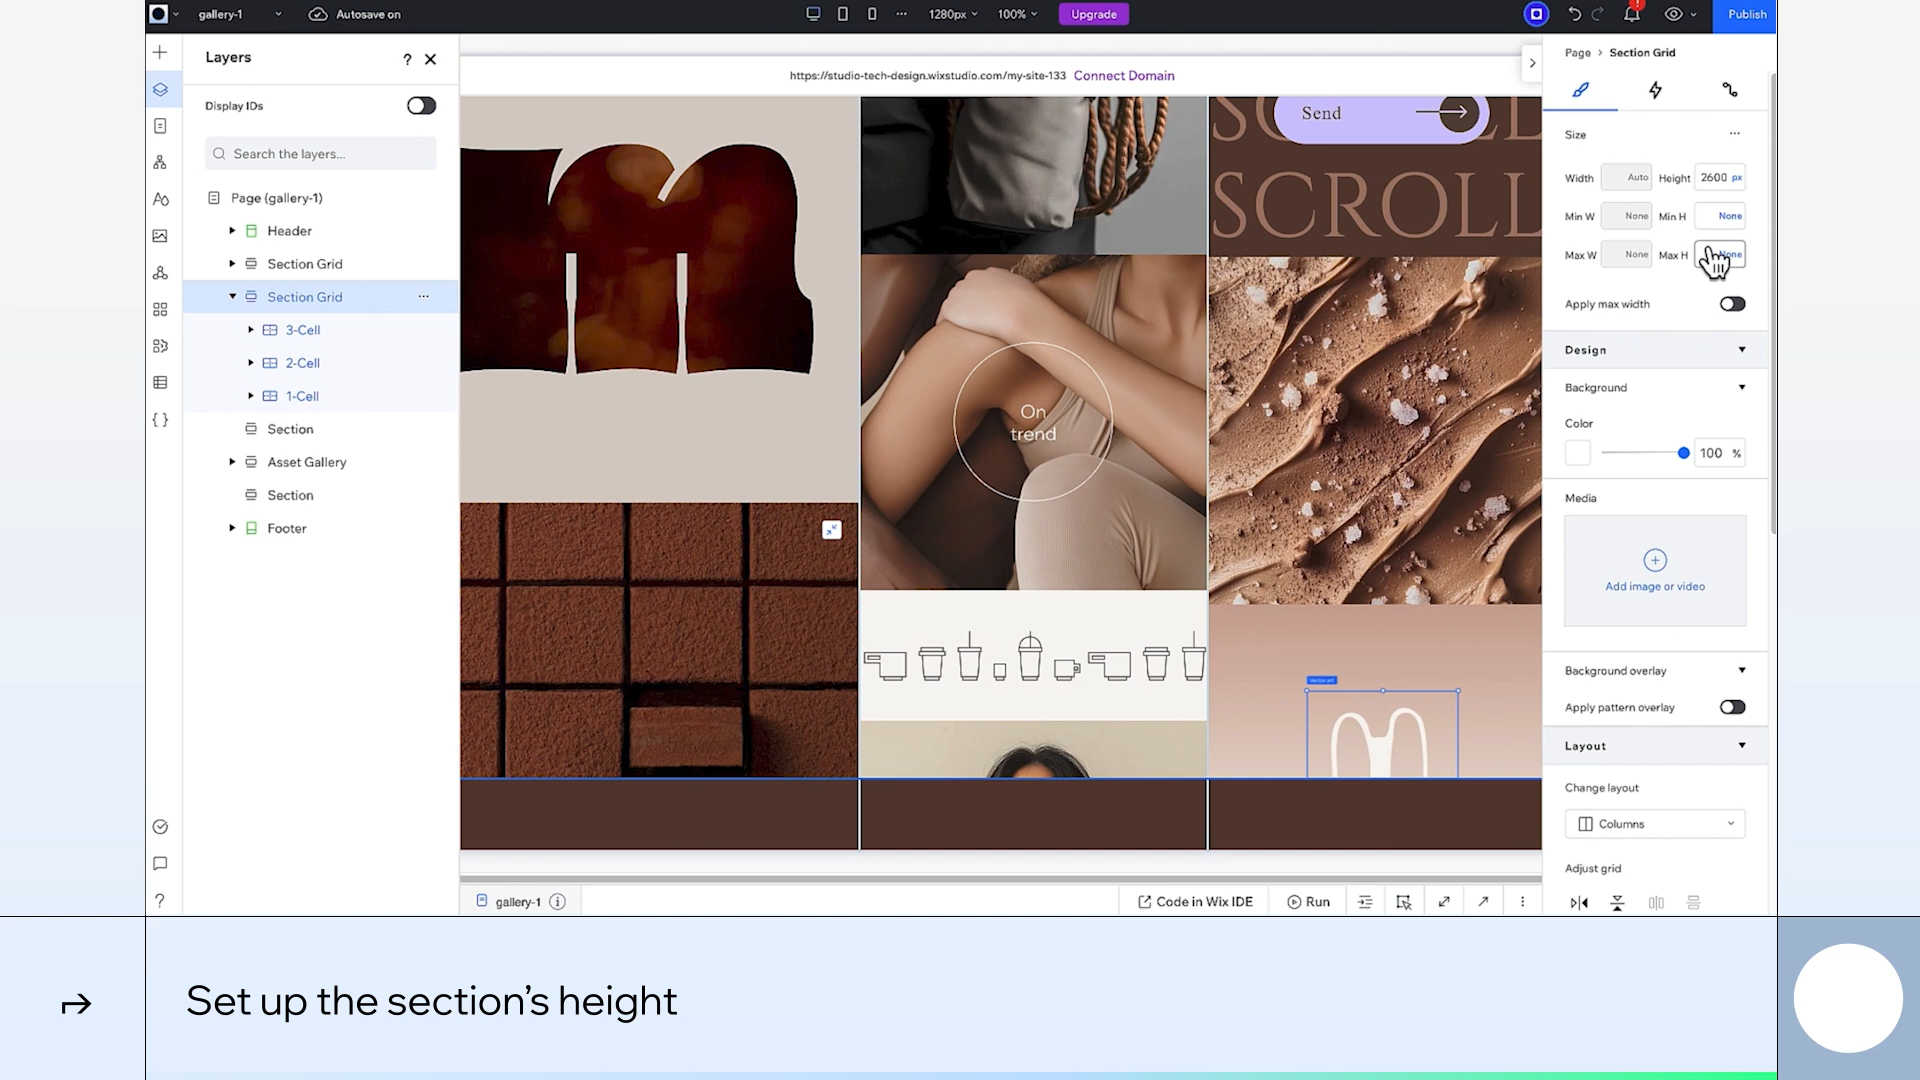 gallery-1
Autosave on
1280px
100%
Upgrade
Publish
Layers
?
Display IDs
Search the layers...
Page (gallery-1)
Header
Section Grid
Section Grid
3-Cell
2-Cell
1-Cell
Section
Asset Gallery
Section
Footer
https://studio-tech-design.wixstudio.com/my-site-133 Connect Domain
Send
SCROLL
SCROLL
On
trend
Vector art
Page > Section Grid
Size
Width Auto Height 2600 px
Min W None Min H None
Max W None Max H None
Apply max width
Design
Background
Color
100 %
Media
Add image or video
Background overlay
Apply pattern overlay
Layout
Change layout
Columns
Adjust grid
gallery-1
Code in Wix IDE
Run
?
Set up the section's height